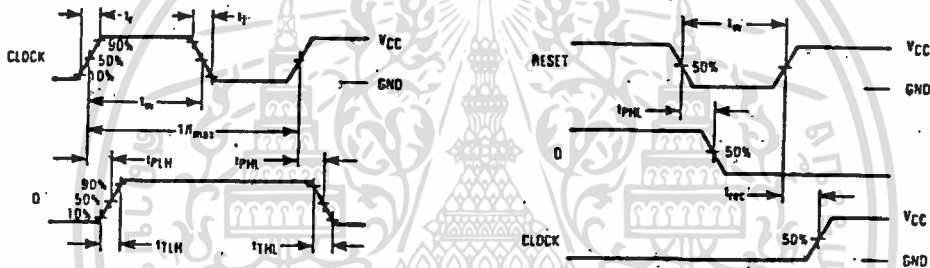 tr
tf
CLOCK
90%
50%
10%
VCC
GND
tw
1/fmax
tPLH
tPHL
Q
90%
50%
10%
tTLH
tTHL
RESET
tw
50%
VCC
GND
tPHL
Q
50%
trec
CLOCK
50%
VCC
GND